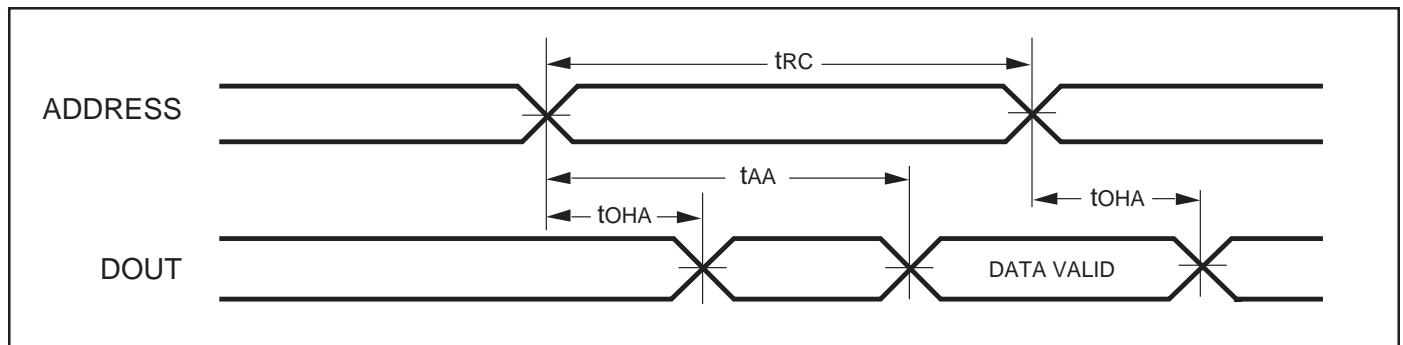 tRC
ADDRESS
tAA
tOHA
tOHA
DOUT
DATA VALID